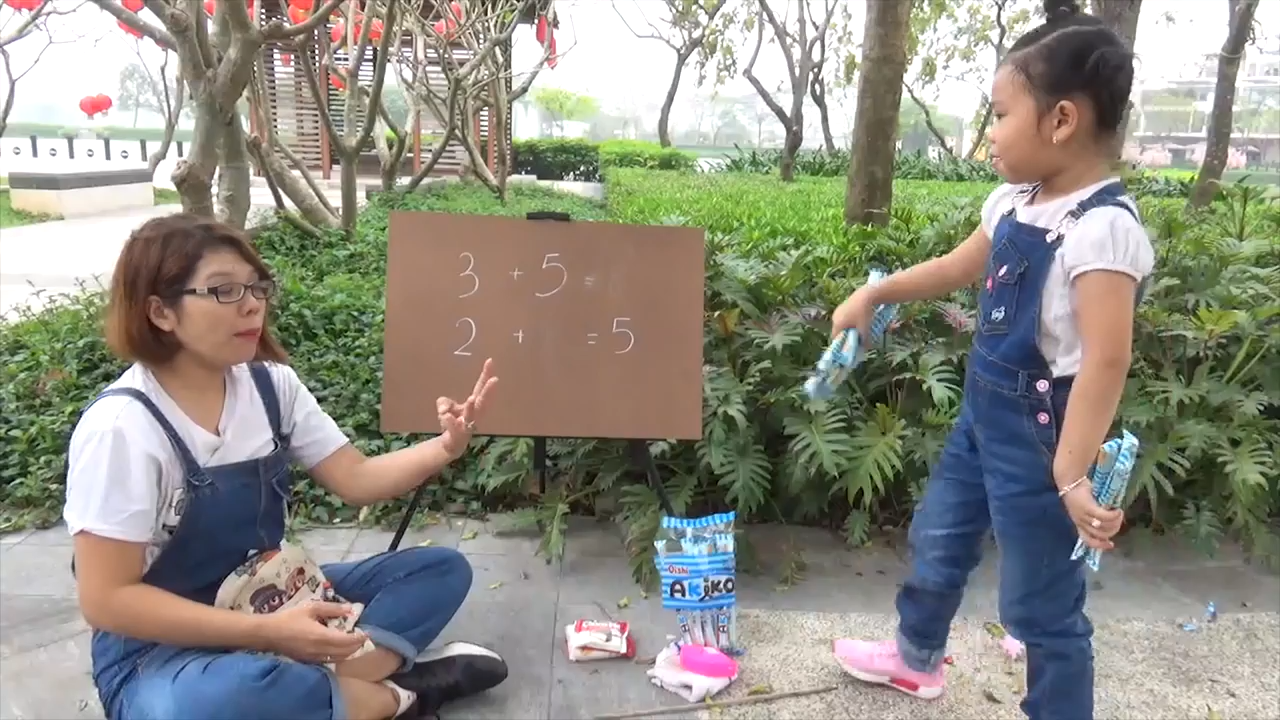 3 + 5 =
2 + = 5
Oishi
Akiko